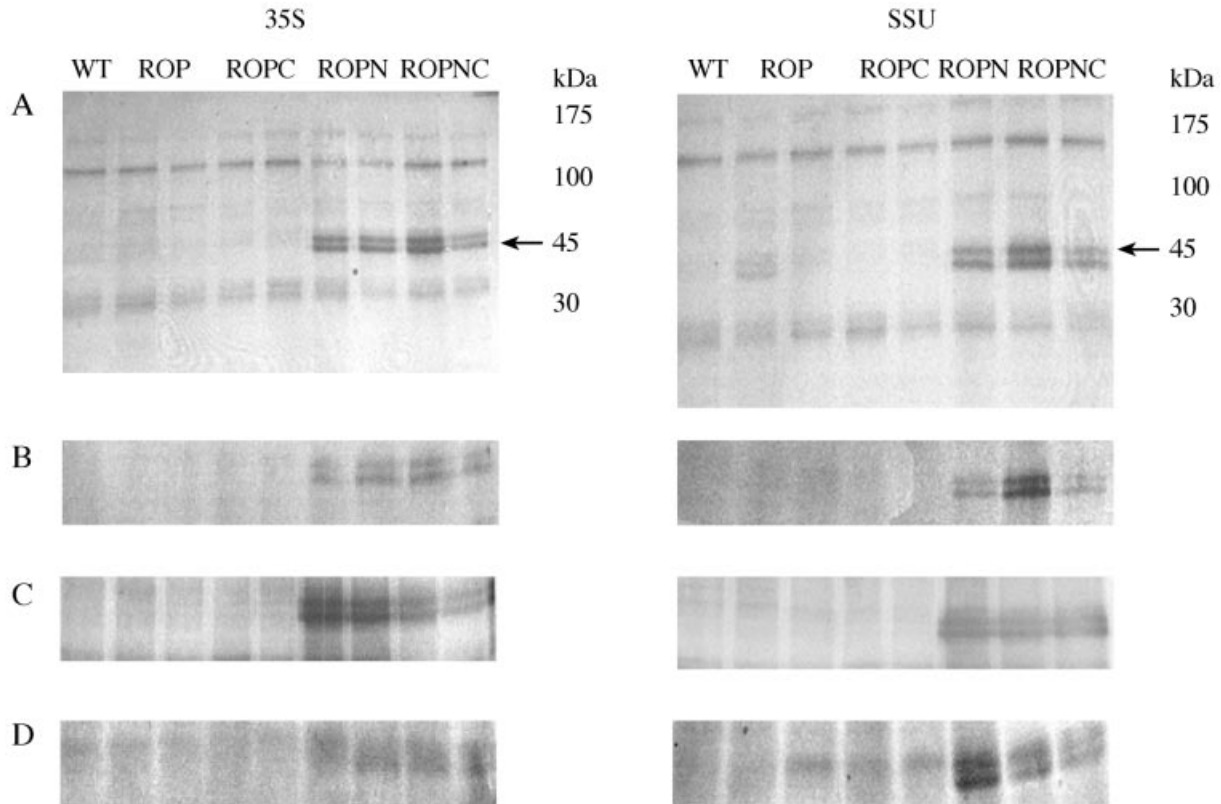 35S SSU
WT ROP ROPC ROPN ROPNC kDa WT ROP ROPC ROPN ROPNC kDa
A 175 175
100 100
45 45
30 30
B
C
D